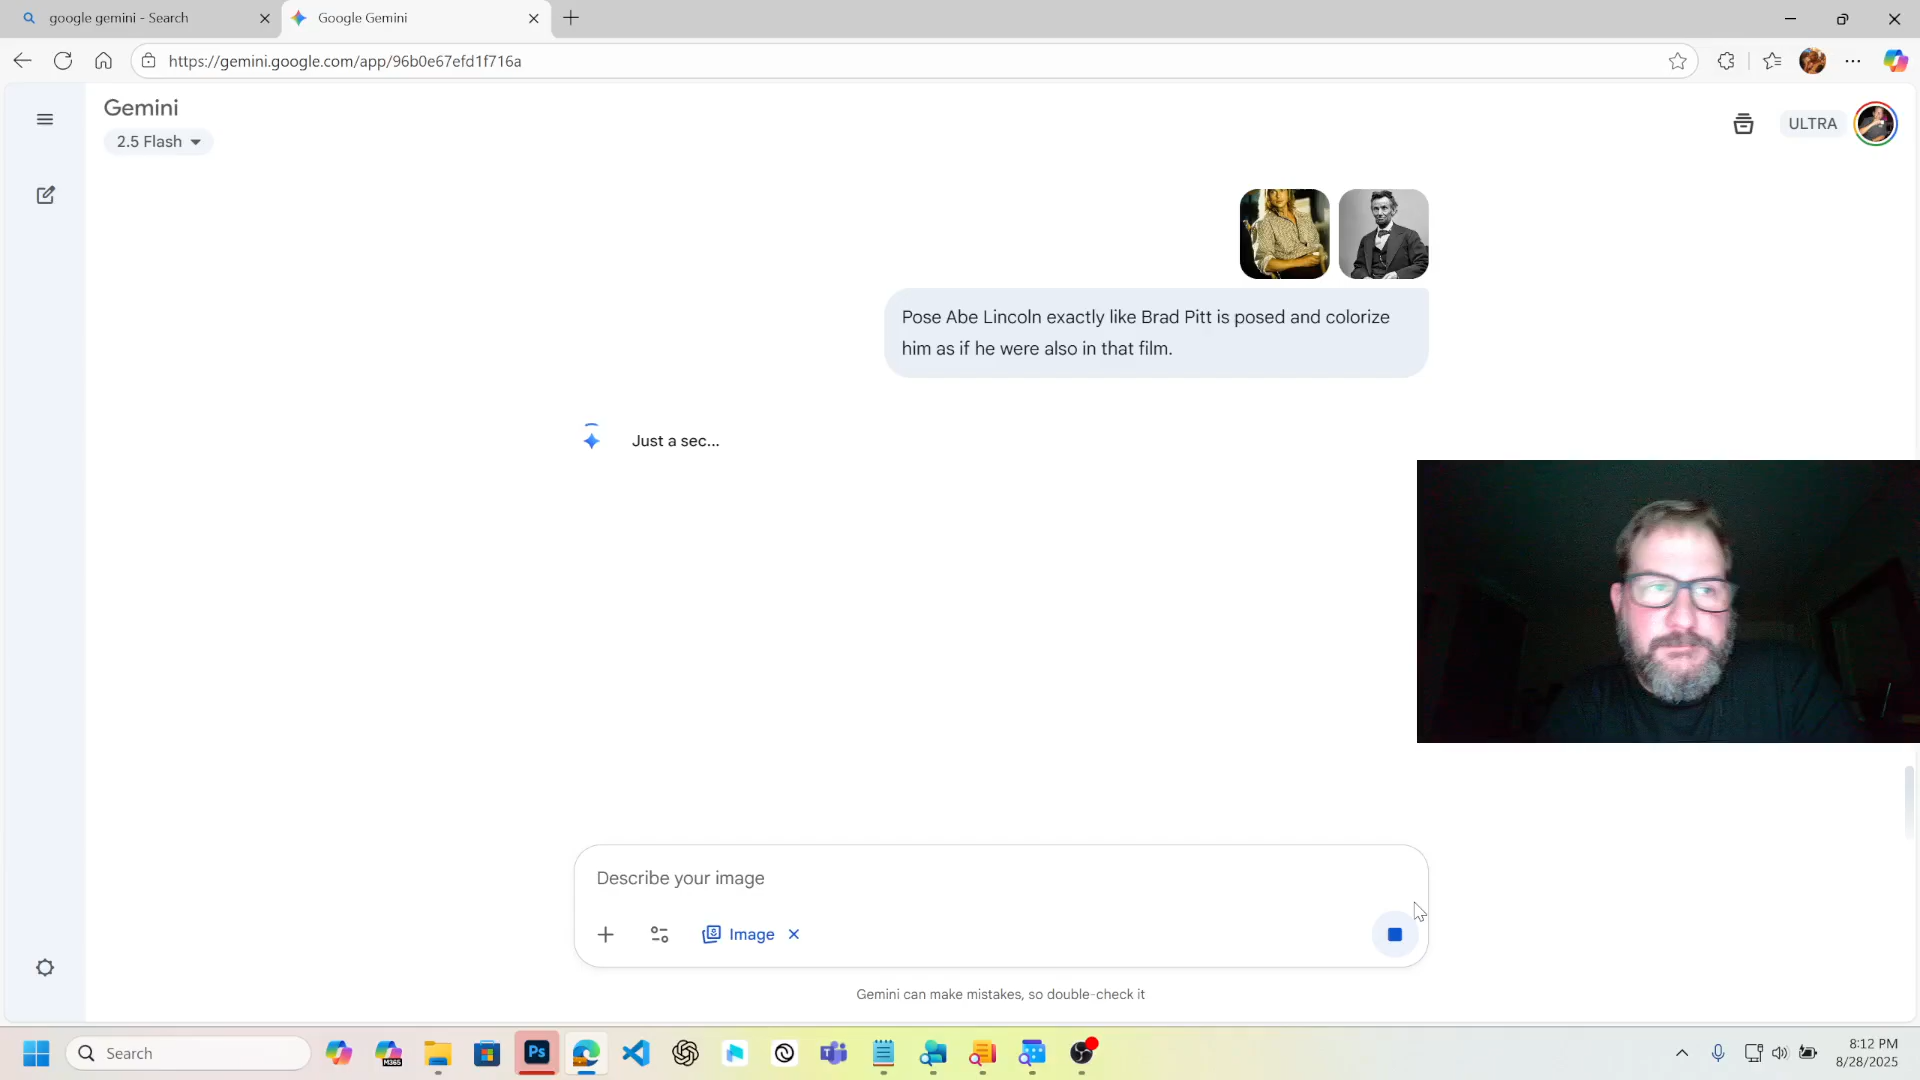 google gemini - Search
Google Gemini
https://gemini.google.com/app/96b0e67efd1f716a
Gemini
2.5 Flash
ULTRA
Pose Abe Lincoln exactly like Brad Pitt is posed and colorize
him as if he were also in that film.
Just a sec...
Describe your image
Image
Gemini can make mistakes, so double-check it
Search
M365
Ps
8:12 PM
8/28/2025